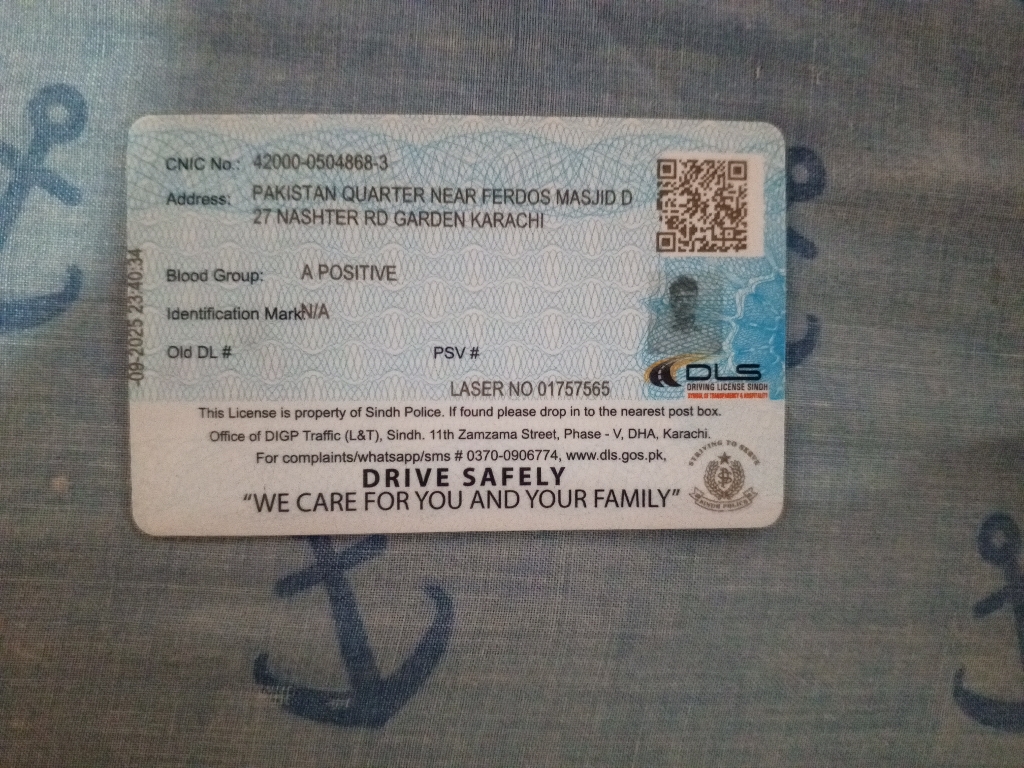 CNIC No.: 42000-0504868-3
Address: PAKISTAN QUARTER NEAR FERDOS MASJID D
27 NASHTER RD GARDEN KARACHI
-09-2025 23:40:34
Blood Group: A POSITIVE
Identification Mark: N/A
Old DL #
PSV #
DLS
DRIVING LICENSE SINDH
SYMBOL OF TRANSPARENCY & HOSPITALITY
LASER NO 01757565
This License is property of Sindh Police. If found please drop in to the nearest post box.
Office of DIGP Traffic (L&T), Sindh. 11th Zamzama Street, Phase - V, DHA, Karachi.
For complaints/whatsapp/sms # 0370-0906774, www.dls.gos.pk,
DRIVE SAFELY
"WE CARE FOR YOU AND YOUR FAMILY"
STRIVING TO SERVE
SINDH POLICE